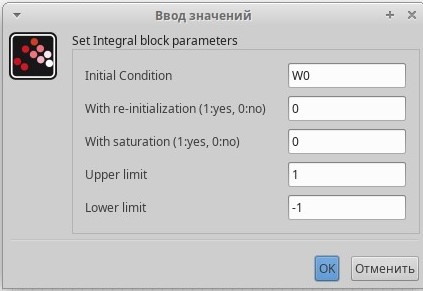 Ввод значений
Set Integral block parameters
Initial Condition W0
With re-initialization (1:yes, 0:no) 0
With saturation (1:yes, 0:no) 0
Upper limit 1
Lower limit -1
OK Отменить